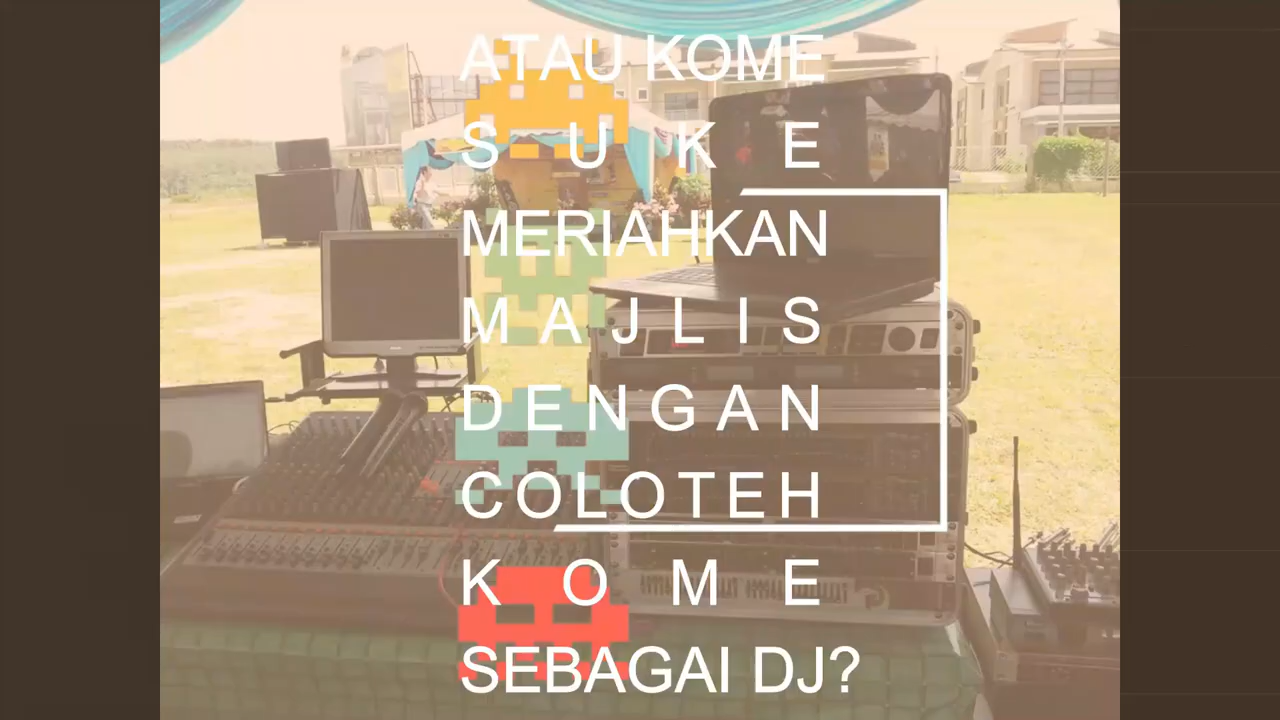 ATAU KOME
SUKE
MERIAHKAN
MAJLIS
DENGAN
COLOTEH
KOME
SEBAGAI DJ?